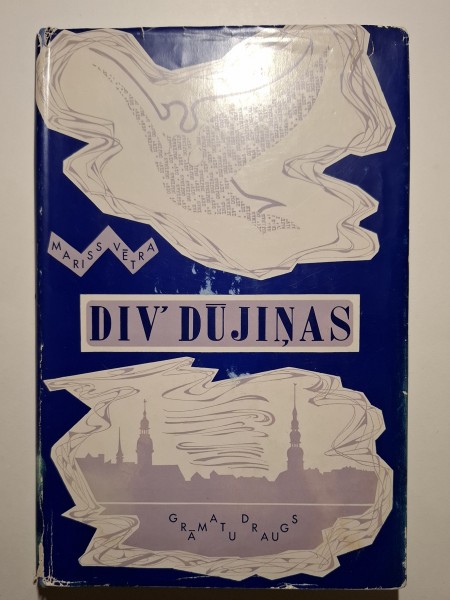 MARISS VĒTRA
DIV' DŪJIŅAS
GRĀMATU DRAUGS